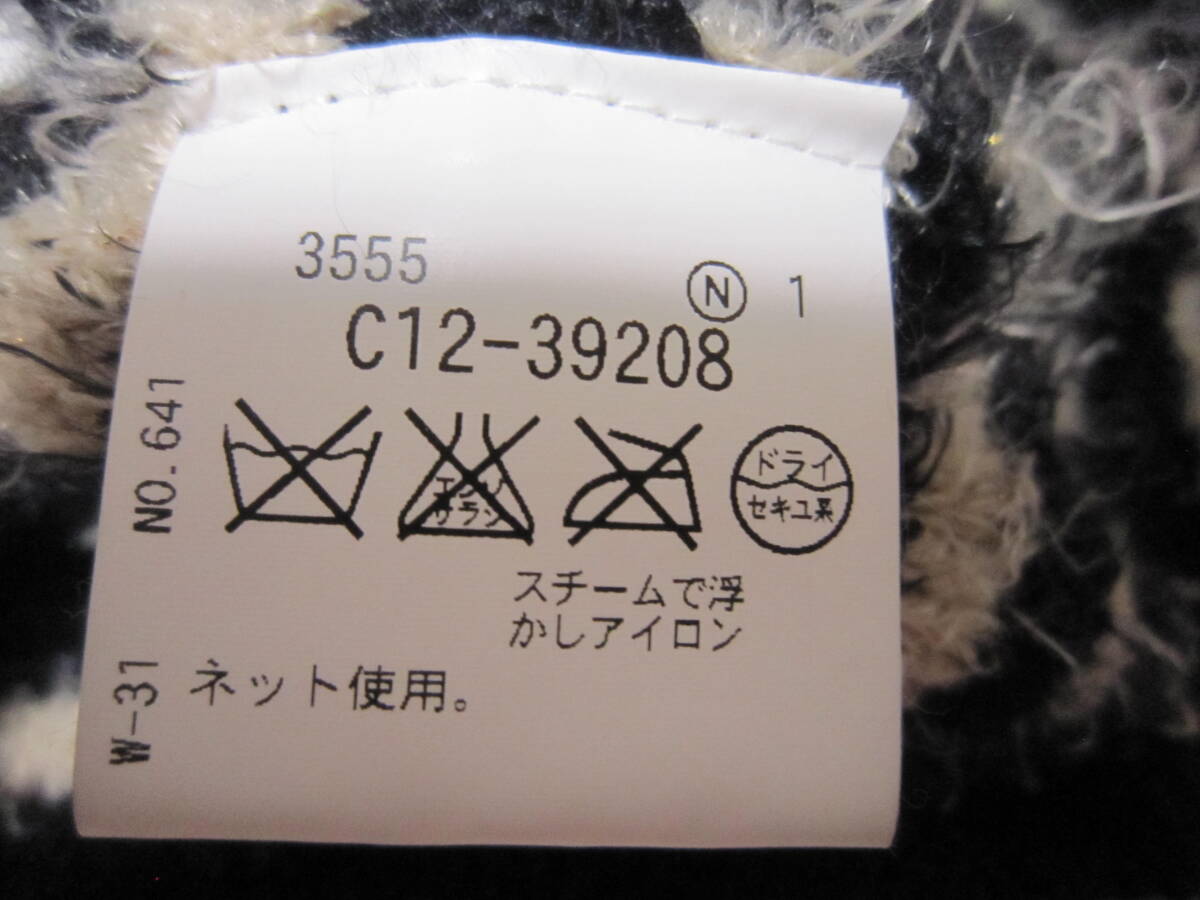 3555
Ⓝ 1
C12-39208
NO.641
エンソ
サラシ
ドライ
セキユ系
スチームで浮
かしアイロン
W-31
ネット使用。